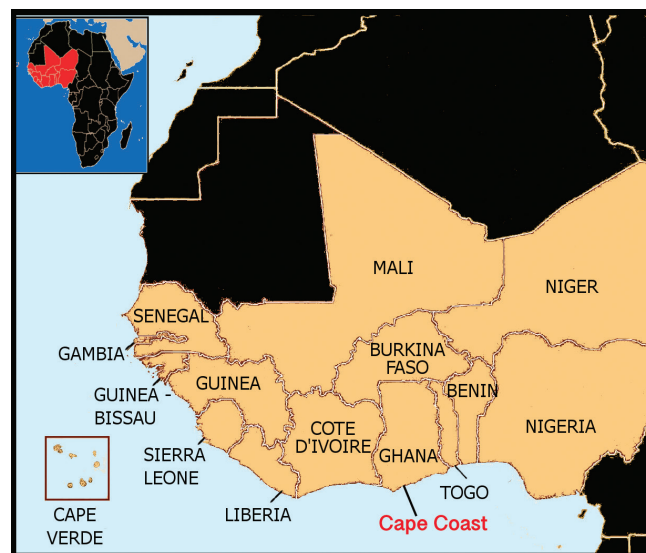 MALI
NIGER
SENEGAL
GAMBIA
BURKINA
FASO
GUINEA
BENIN
GUINEA -
BISSAU
COTE
D'IVOIRE
NIGERIA
SIERRA
LEONE
GHANA
TOGO
LIBERIA
CAPE
VERDE
Cape Coast